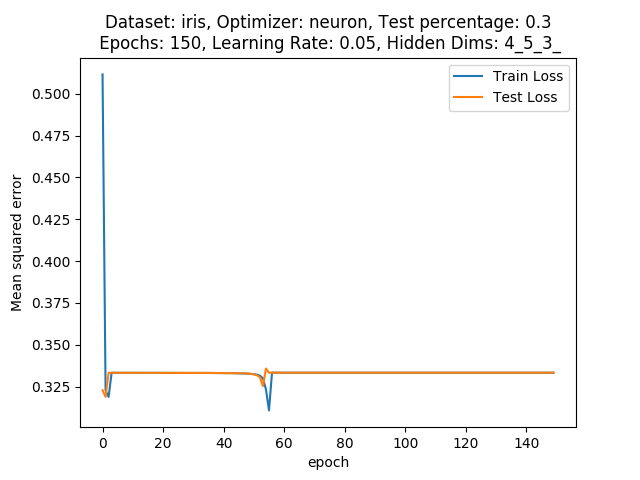 Dataset: iris, Optimizer: neuron, Test percentage: 0.3
Epochs: 150, Learning Rate: 0.05, Hidden Dims: 4_5_3_
Train Loss
Test Loss
0.500
0.475
0.450
0.425
0.400
0.375
0.350
0.325
Mean squared error
0 20 40 60 80 100 120 140
epoch